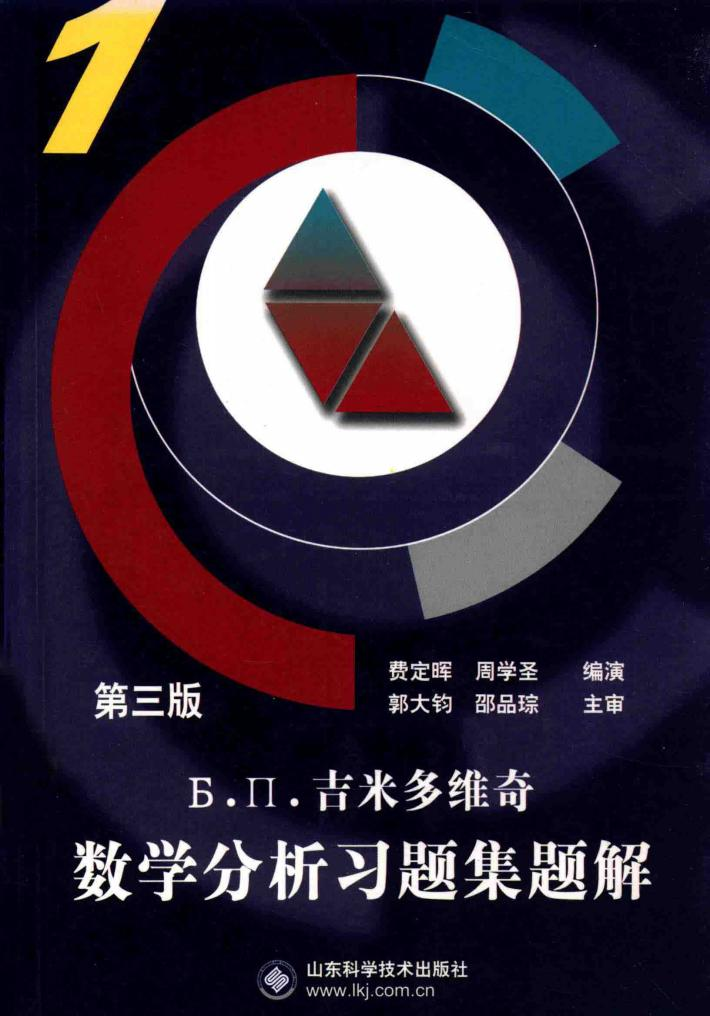 1
第三版
费定晖 周学圣 编演
郭大钧 邵品琮 主审
Б.П.吉米多维奇
数学分析习题集题解
山东科学技术出版社
www.lkj.com.cn